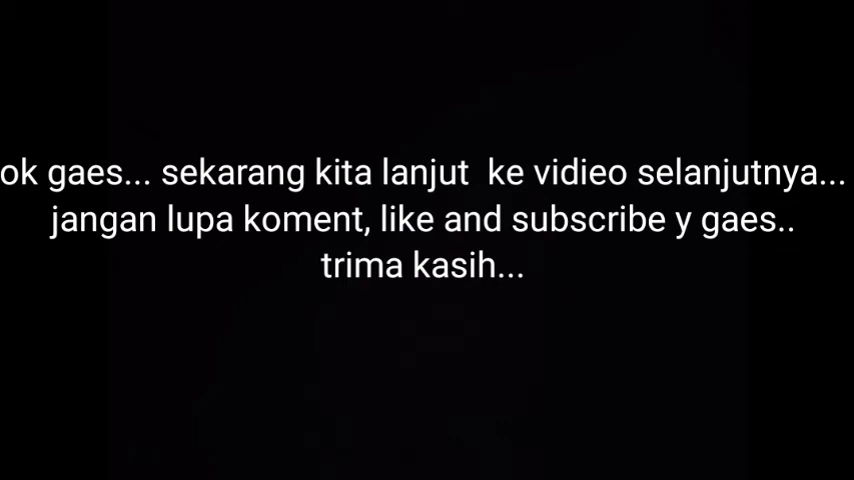 ok gaes... sekarang kita lanjut  ke vidieo selanjutnya...
jangan lupa koment, like and subscribe y gaes..
trima kasih...